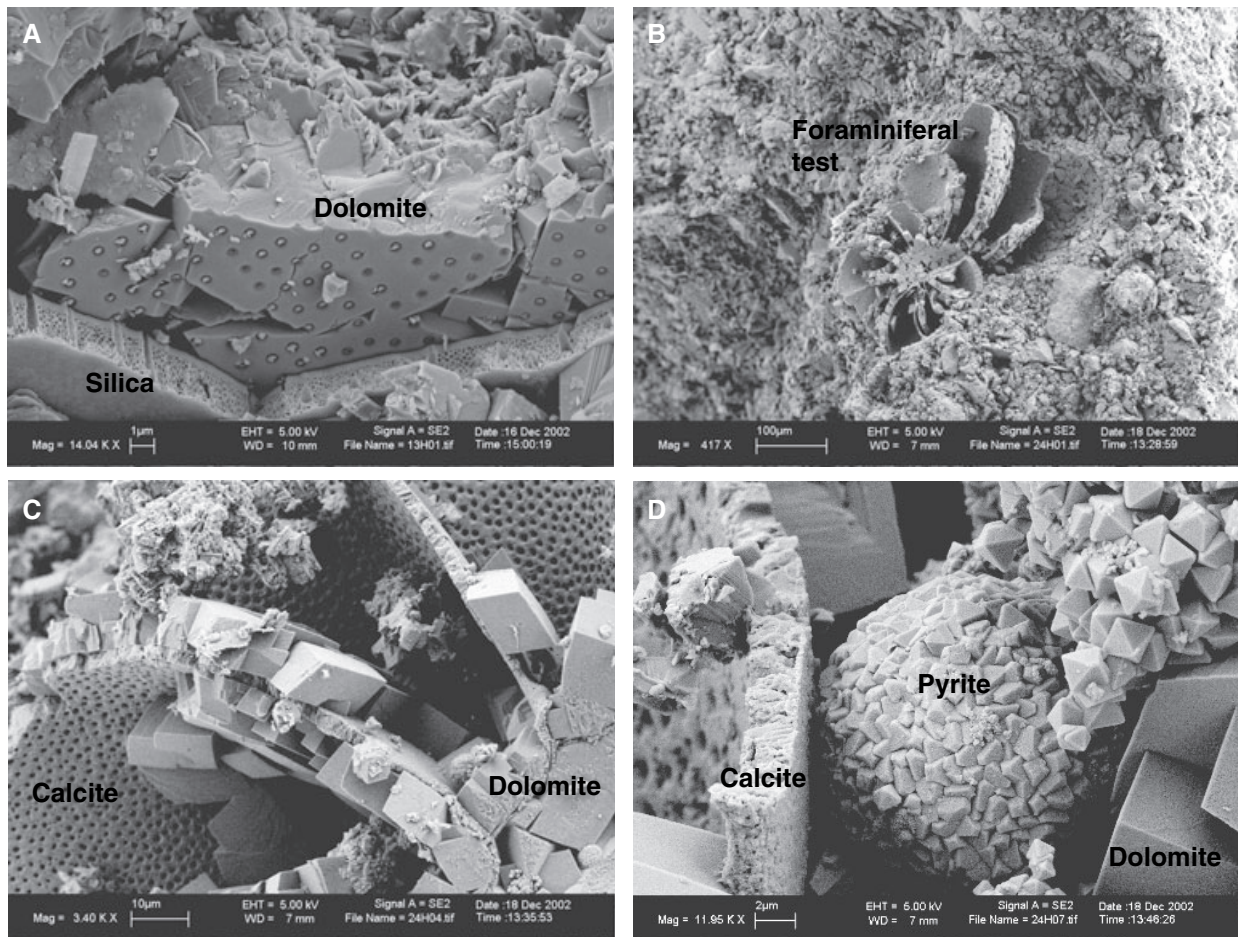 A
Dolomite
Silica
1µm
Mag = 14.04 K X
EHT = 5.00 kV
WD = 10 mm
Signal A = SE2
File Name = 13H01.tif
Date :16 Dec 2002
Time :15:00:19
B
Foraminiferal
test
100µm
Mag = 417 X
EHT = 5.00 kV
WD = 7 mm
Signal A = SE2
File Name = 24H01.tif
Date :18 Dec 2002
Time :13:28:59
C
Calcite
Dolomite
10µm
Mag = 3.40 K X
EHT = 5.00 kV
WD = 7 mm
Signal A = SE2
File Name = 24H04.tif
Date :18 Dec 2002
Time :13:35:53
D
Pyrite
Calcite
Dolomite
2µm
Mag = 11.95 K X
EHT = 5.00 kV
WD = 7 mm
Signal A = SE2
File Name = 24H07.tif
Date :18 Dec 2002
Time :13:46:26